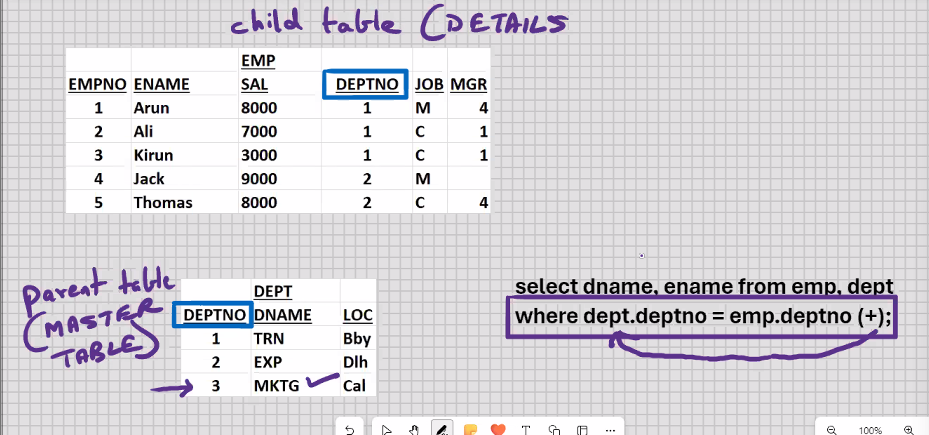 child table (DETAILS
EMP
EMPNO ENAME SAL DEPTNO JOB MGR
1 Arun 8000 1 M 4
2 Ali 7000 1 C 1
3 Kirun 3000 1 C 1
4 Jack 9000 2 M
5 Thomas 8000 2 C 4
parent table
(MASTER
TABLE)
DEPT
DEPTNO DNAME LOC
1 TRN Bby
2 EXP Dlh
3 MKTG Cal
select dname, ename from emp, dept
where dept.deptno = emp.deptno (+);
T
100%